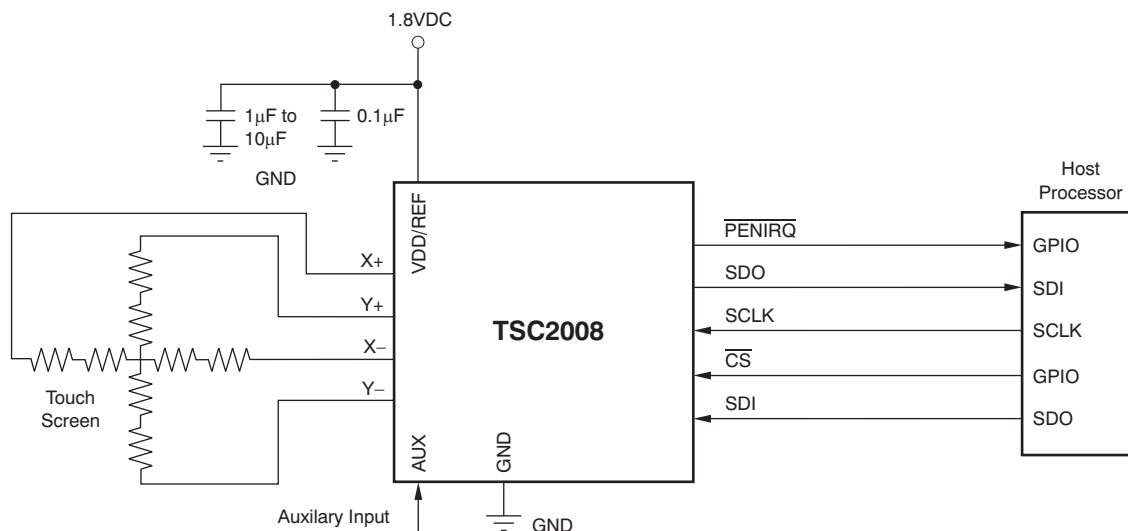 1.8VDC
1μF to
10μF
0.1μF
GND
Host
Processor
VDD/REF
PENIRQ
GPIO
X+
SDO
SDI
Y+
TSC2008
SCLK
SCLK
X−
CS
GPIO
Touch
Screen
Y−
SDI
SDO
AUX
GND
Auxilary Input
GND